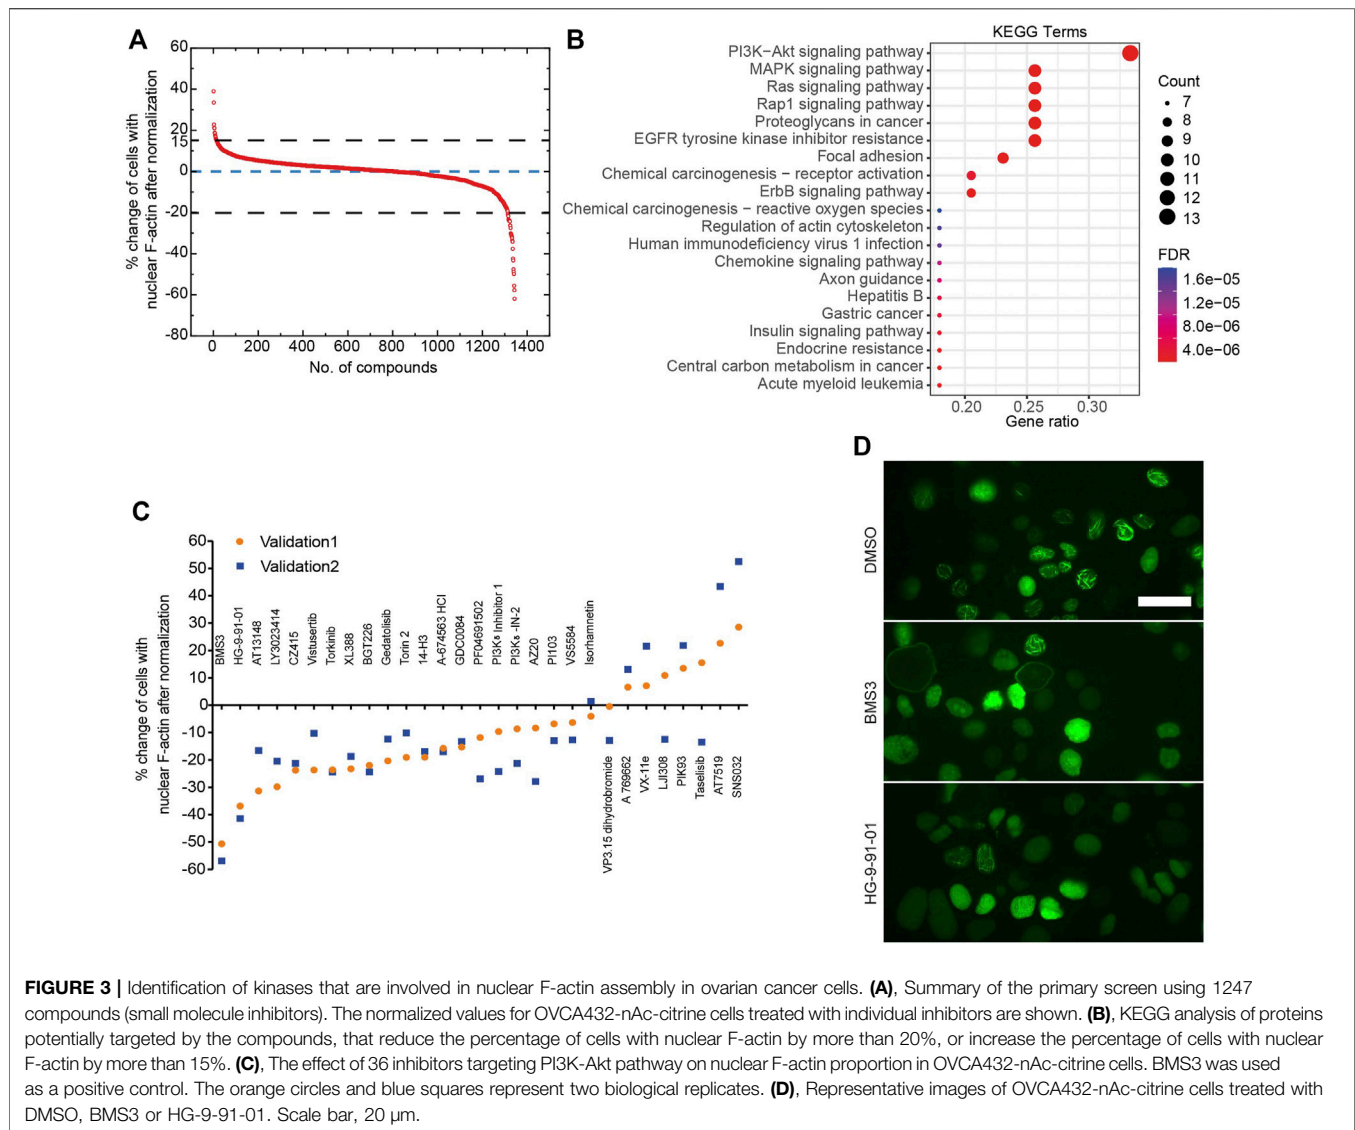 A
60
40
20
15
0
-20
-40
-60
-80
% change of cells with
nuclear F-actin after normalization
0 200 400 600 800 1000 1200 1400
No. of compounds
B
KEGG Terms
PI3K−Akt signaling pathway
MAPK signaling pathway
Ras signaling pathway
Rap1 signaling pathway
Proteoglycans in cancer
EGFR tyrosine kinase inhibitor resistance
Focal adhesion
Chemical carcinogenesis − receptor activation
ErbB signaling pathway
Chemical carcinogenesis − reactive oxygen species
Regulation of actin cytoskeleton
Human immunodeficiency virus 1 infection
Chemokine signaling pathway
Axon guidance
Hepatitis B
Gastric cancer
Insulin signaling pathway
Endocrine resistance
Central carbon metabolism in cancer
Acute myeloid leukemia
0.20 0.25 0.30
Gene ratio
Count
7
8
9
10
11
12
13
FDR
1.6e−05
1.2e−05
8.0e−06
4.0e−06
C
Validation1
Validation2
60
50
40
30
20
10
0
-10
-20
-30
-40
-50
-60
% change of cells with
nuclear F-actin after normalization
BMS3
HG-9-91-01
AT13148
LY3023414
CZ415
Vistusertib
Torkinib
XL388
BGT226
Gedatolisib
Torin 2
14-H3
A-674563 HCl
GDC0084
PF04691502
PI3Kδ Inhibitor 1
PI3Kδ -IN-2
AZ20
PI103
VS5584
Isorhamnetin
VP3.15 dihydrobromide
A 769662
VX-11e
LJI308
PIK93
Taselisib
AT7519
SNS032
D
DMSO
BMS3
HG-9-91-01
FIGURE 3 | Identification of kinases that are involved in nuclear F-actin assembly in ovarian cancer cells. (A), Summary of the primary screen using 1247
compounds (small molecule inhibitors). The normalized values for OVCA432-nAc-citrine cells treated with individual inhibitors are shown. (B), KEGG analysis of proteins
potentially targeted by the compounds, that reduce the percentage of cells with nuclear F-actin by more than 20%, or increase the percentage of cells with nuclear
F-actin by more than 15%. (C), The effect of 36 inhibitors targeting PI3K-Akt pathway on nuclear F-actin proportion in OVCA432-nAc-citrine cells. BMS3 was used
as a positive control. The orange circles and blue squares represent two biological replicates. (D), Representative images of OVCA432-nAc-citrine cells treated with
DMSO, BMS3 or HG-9-91-01. Scale bar, 20 μm.